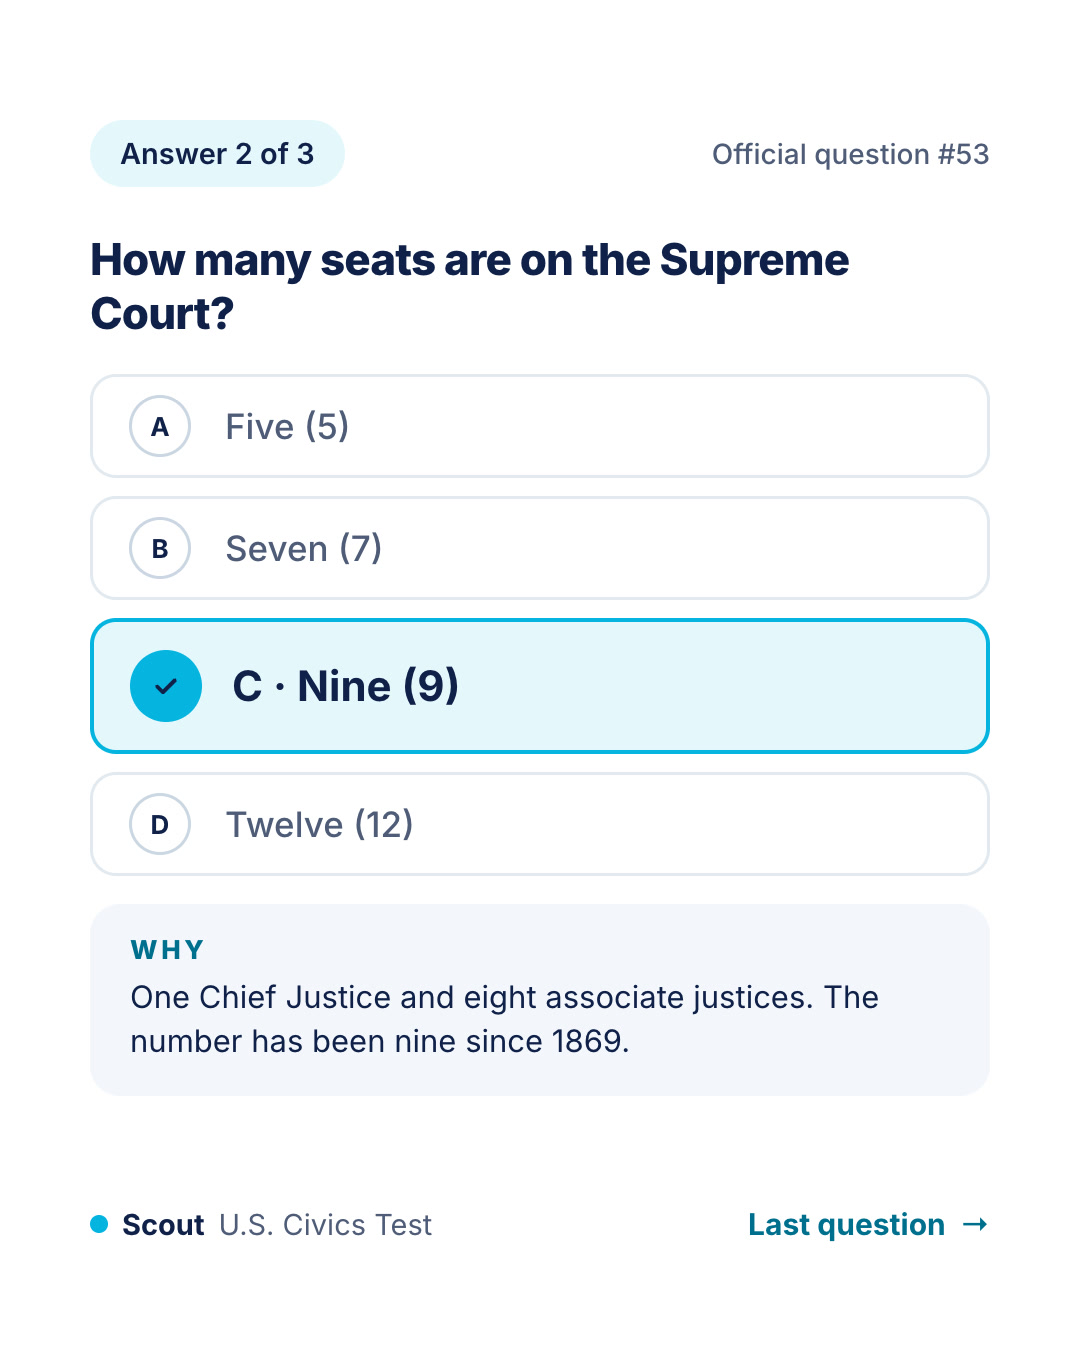 Answer 2 of 3
Official question #53
How many seats are on the Supreme
Court?
A Five (5)
B Seven (7)
C · Nine (9)
D Twelve (12)
WHY
One Chief Justice and eight associate justices. The
number has been nine since 1869.
Scout U.S. Civics Test
Last question →